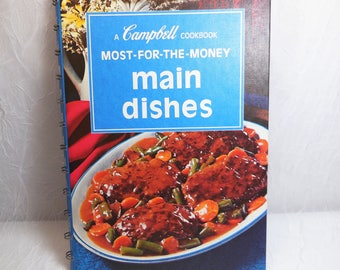 A Campbell COOKBOOK
MOST-FOR-THE-MONEY
main
dishes